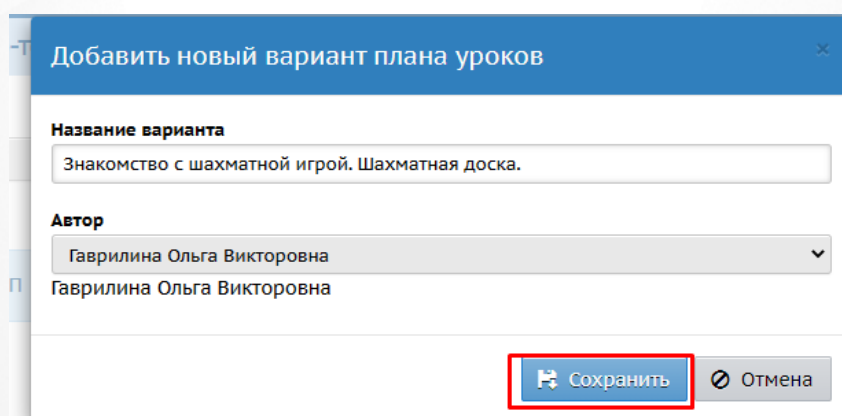 -т
Добавить новый вариант плана уроков
×
Название варианта
Знакомство с шахматной игрой. Шахматная доска.
Автор
Гаврилина Ольга Викторовна
Гаврилина Ольга Викторовна
п
Сохранить
Отмена